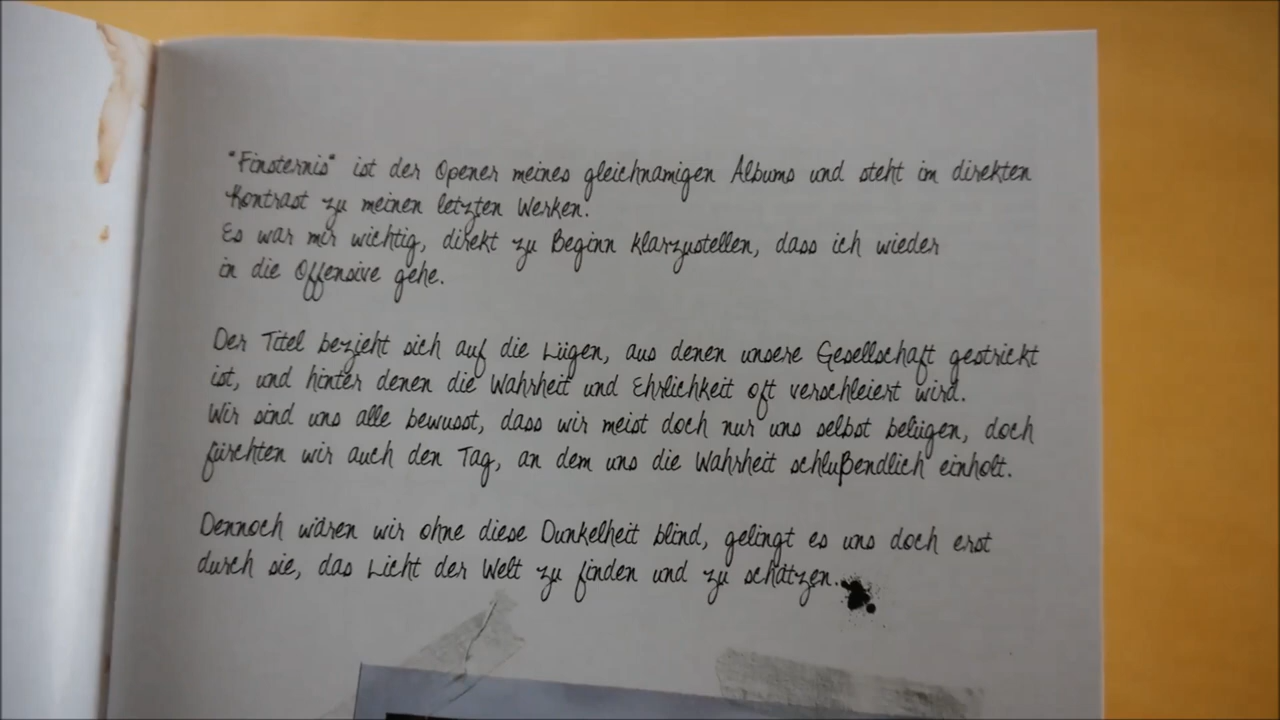 "Finsternis" ist der Opener meines gleichnamigen Albums und steht im direkten
Kontrast zu meinen letzten Werken.
Es war mir wichtig, direkt zu Beginn klarzustellen, dass ich wieder
in die Offensive gehe.
Der Titel bezieht sich auf die Lügen, aus denen unsere Gesellschaft gestrickt
ist, und hinter denen die Wahrheit und Ehrlichkeit oft verschleiert wird.
Wir sind uns alle bewusst, dass wir meist doch nur uns selbst belügen, doch
fürchten wir auch den Tag, an dem uns die Wahrheit schlußendlich einholt.
Dennoch wären wir ohne diese Dunkelheit blind, gelingt es uns doch erst
durch sie, das Licht der Welt zu finden und zu schätzen.